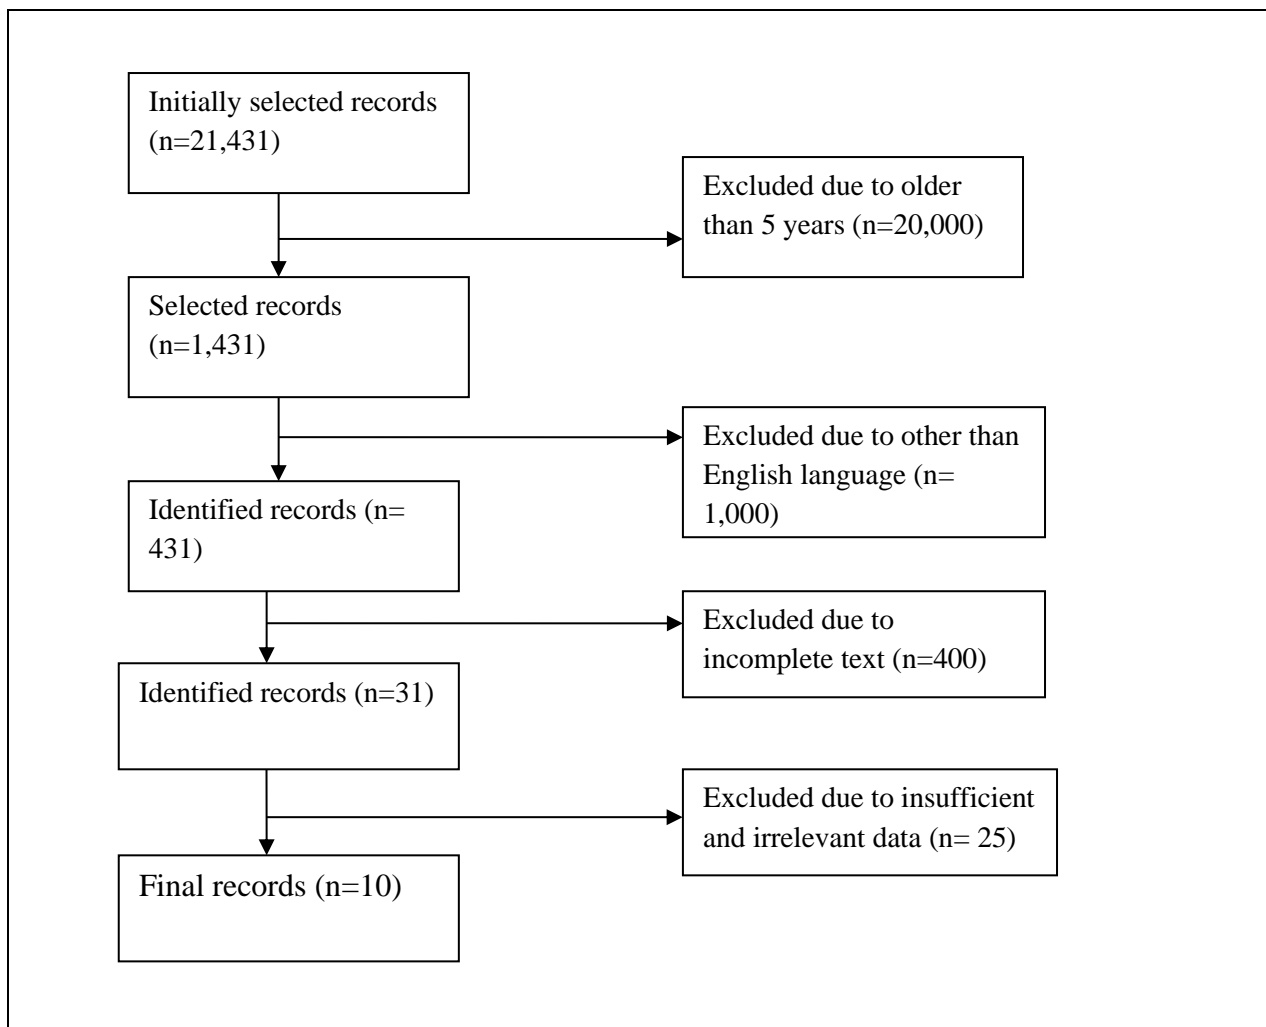 Initially selected records
(n=21,431)
Excluded due to older
than 5 years (n=20,000)
Selected records
(n=1,431)
Excluded due to other than
English language (n=
1,000)
Identified records (n=
431)
Excluded due to
incomplete text (n=400)
Identified records (n=31)
Excluded due to insufficient
and irrelevant data (n= 25)
Final records (n=10)